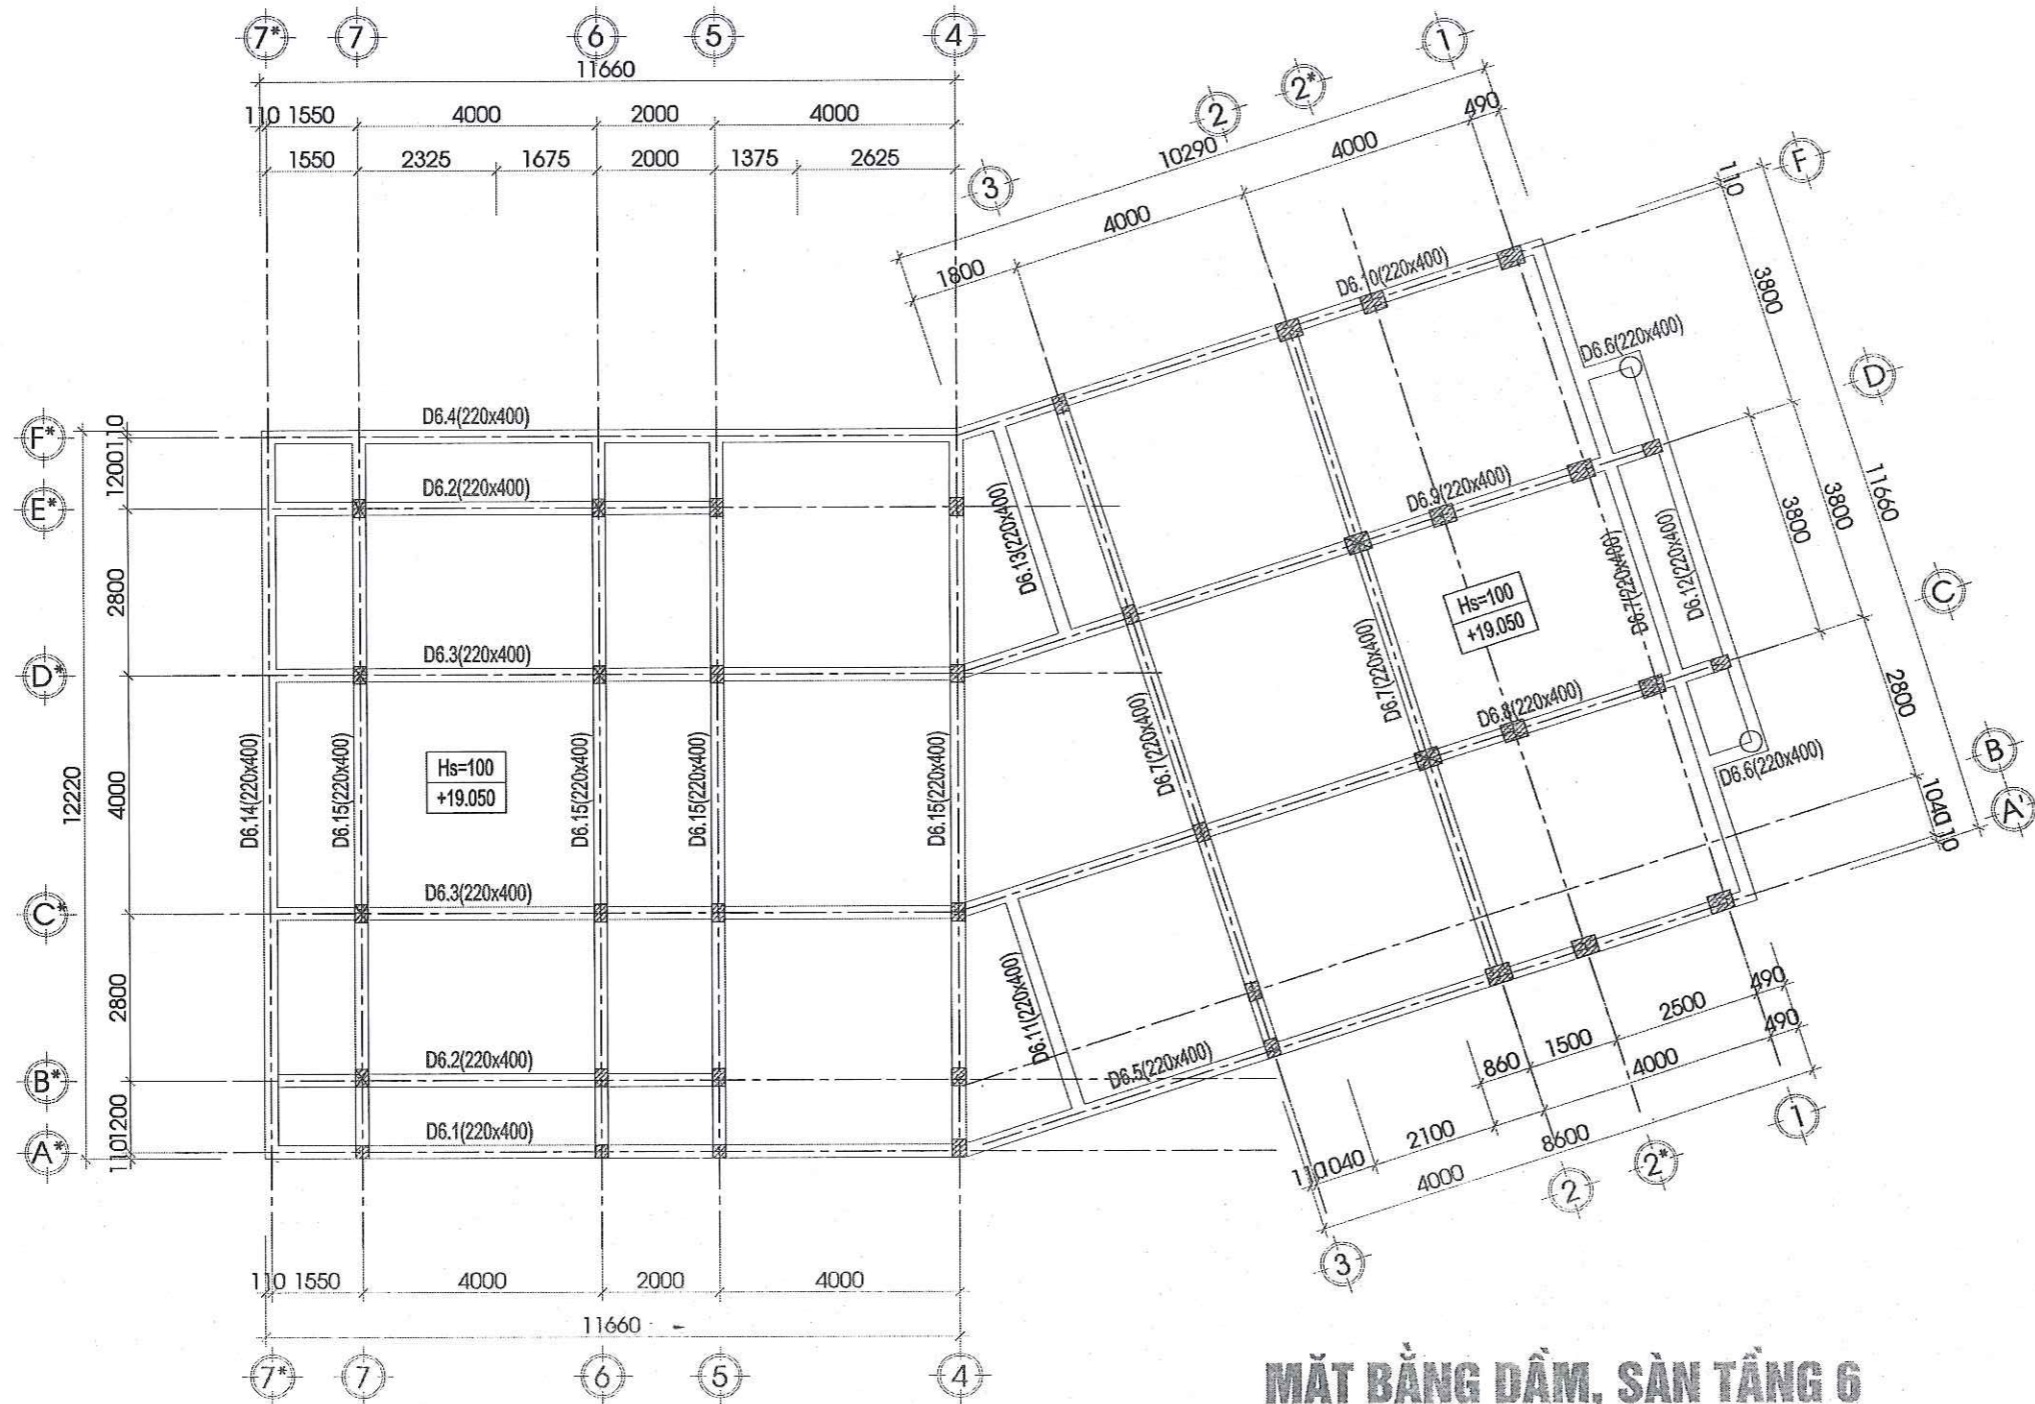 7* 7 6 5 4
11660
110 1550 4000 2000 4000
1550 2325 1675 2000 1375 2625
3 2 2* 1
10290
1800 4000 4000 490
F
110
3800
D
3800
3800
11660
C
2800
B
1040
A'
110
D6.10(220x400)
D6.6(220x400)
D6.9(220x400)
D6.13(220x400)
D6.7(220x400)
D6.12(220x400)
Hs=100
+19.050
D6.7(220x400)
D6.7(220x400)
D6.8(220x400)
D6.6(220x400)
D6.11(220x400)
D6.5(220x400)
F*
E*
D*
C*
B*
A*
110
1200
2800
4000
2800
1200
110
12220
D6.4(220x400)
D6.2(220x400)
D6.3(220x400)
D6.14(220x400)
D6.15(220x400)
Hs=100
+19.050
D6.15(220x400)
D6.15(220x400)
D6.15(220x400)
D6.3(220x400)
D6.2(220x400)
D6.1(220x400)
860 1500 2500 490
110 1040 2100 4000 490
4000 8600
3 2 2* 1
110 1550 4000 2000 4000
11660
7* 7 6 5 4
MẶT BẰNG DẦM, SÀN TẦNG 6